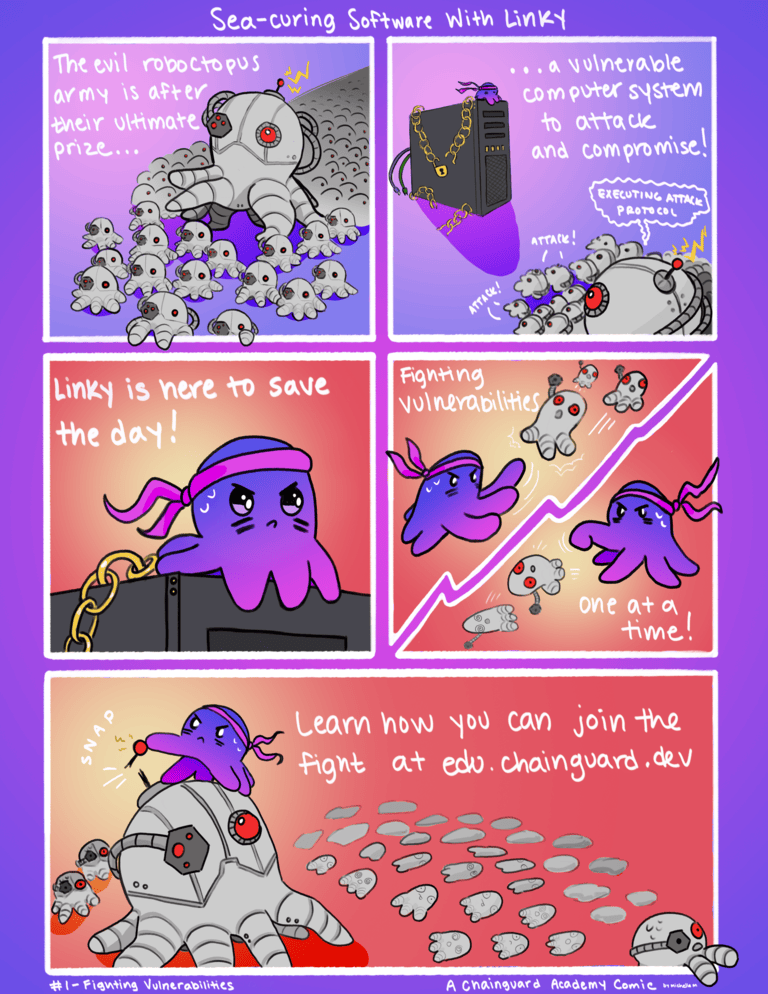 Sea-curing Software With Linky
The evil roboctopus
army is after
their ultimate
prize...
...a vulnerable
computer system
to attack
and compromise!
EXECUTING ATTACK
PROTOCOL
ATTACK!
ATTACK!
Linky is here to save
the day!
Fighting
vulnerabilities
one at a
time!
SNAP
Learn how you can join the
fight at edu.chainguard.dev
#1-Fighting Vulnerabilities
A Chainguard Academy Comic by michelle m